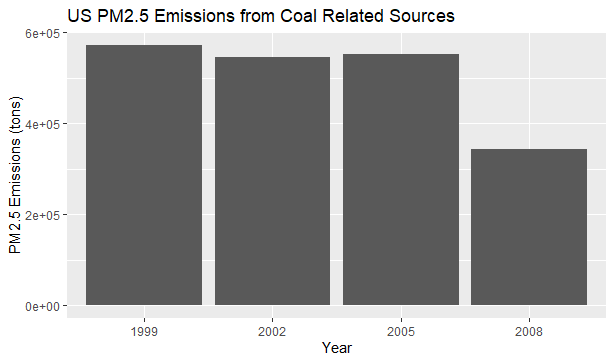 US PM2.5 Emissions from Coal Related Sources
PM2.5 Emissions (tons)
6e+05
4e+05
2e+05
0e+00
1999 2002 2005 2008
Year